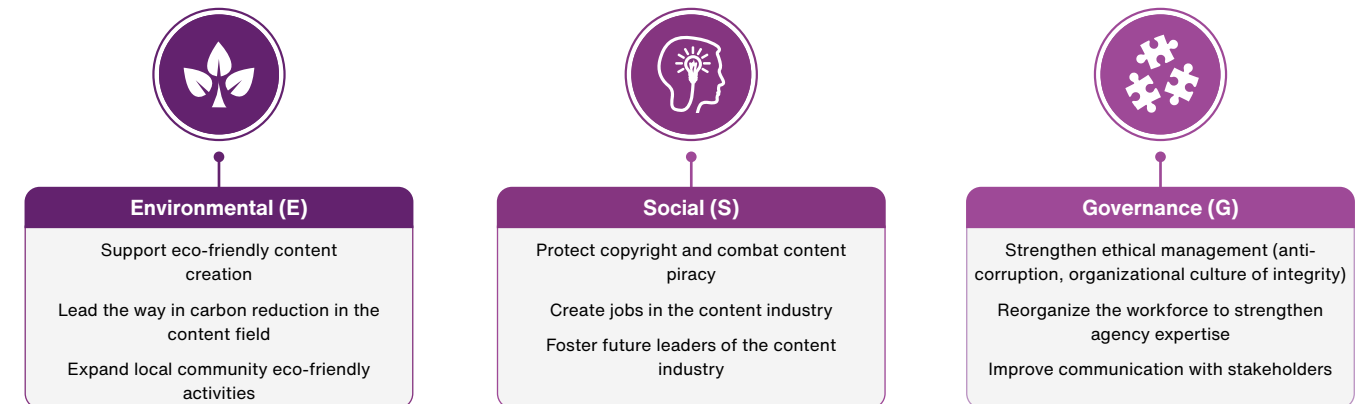 Environmental (E)
Support eco-friendly content
creation
Lead the way in carbon reduction in the
content field
Expand local community eco-friendly
activities
Social (S)
Protect copyright and combat content
piracy
Create jobs in the content industry
Foster future leaders of the content
industry
Governance (G)
Strengthen ethical management (anti-
corruption, organizational culture of integrity)
Reorganize the workforce to strengthen
agency expertise
Improve communication with stakeholders